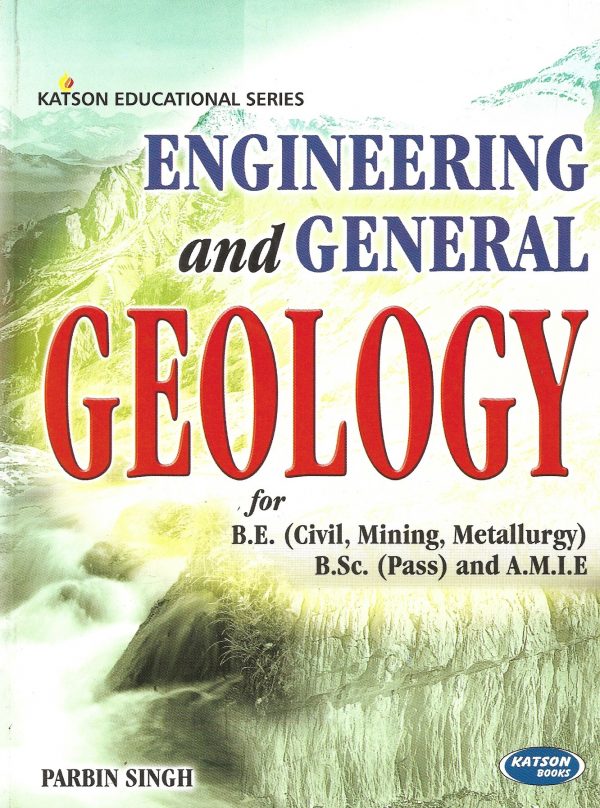 KATSON EDUCATIONAL SERIES
ENGINEERING
and GENERAL
GEOLOGY
for
B.E. (Civil, Mining, Metallurgy)
B.Sc. (Pass) and A.M.I.E
PARBIN SINGH
KATSON
BOOKS